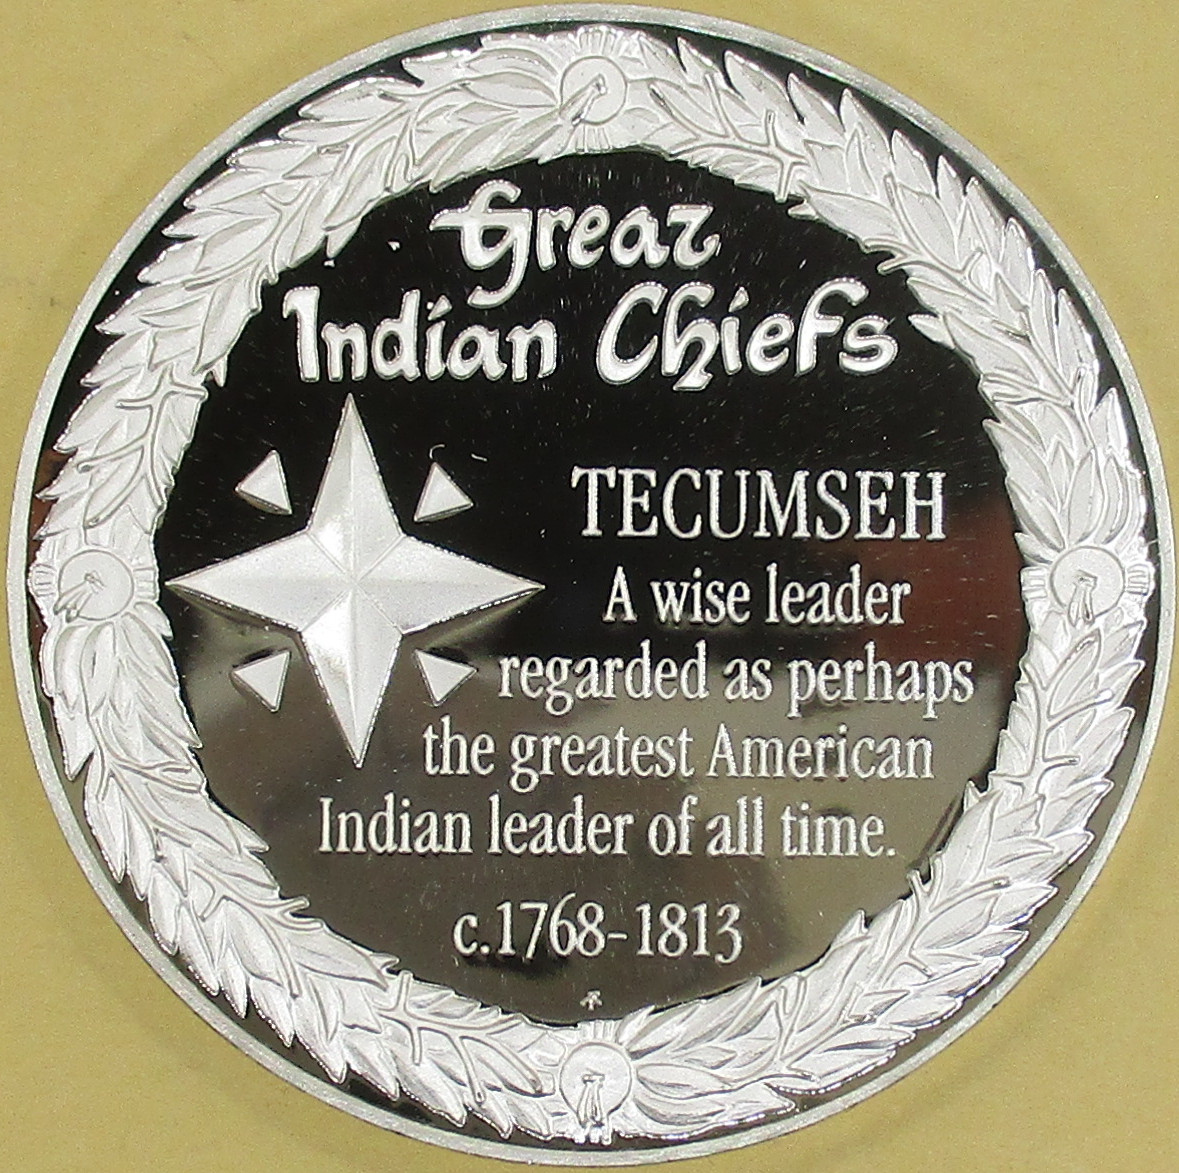 Great
Indian Chiefs
TECUMSEH
A wise leader
regarded as perhaps
the greatest American
Indian leader of all time.
c.1768-1813